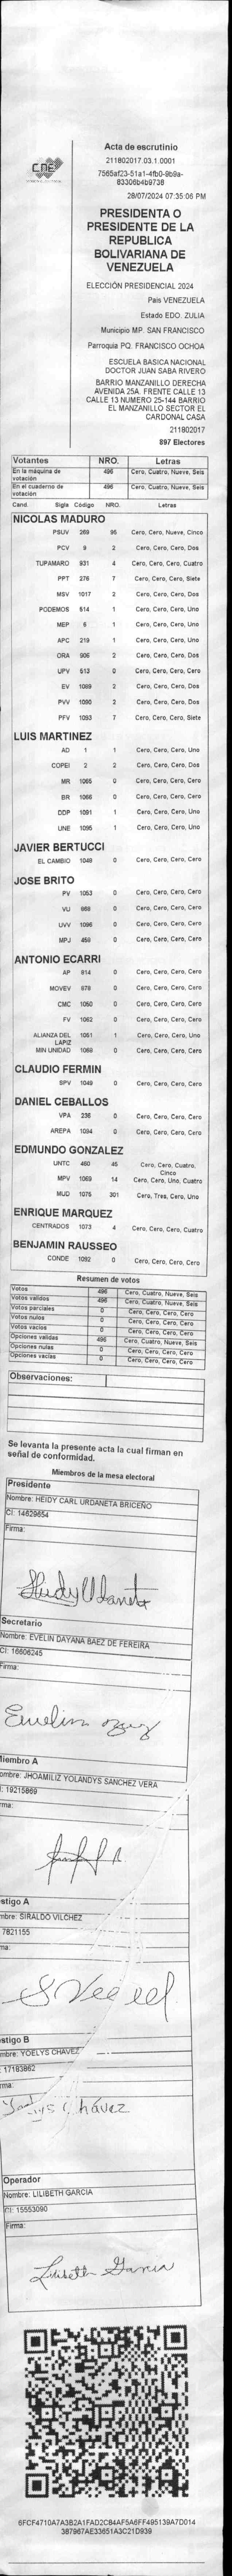 CNE
Acta de escrutinio
211802017.03.1.0001
7565af23-51a1-4fb0-9b9a-
83306b4b9738
28/07/2024 07:35:06 PM
PRESIDENTA O
PRESIDENTE DE LA
REPUBLICA
BOLIVARIANA DE
VENEZUELA
ELECCIÓN PRESIDENCIAL 2024
Pais VENEZUELA
Estado EDO. ZULIA
Municipio MP. SAN FRANCISCO
Parroquia PQ. FRANCISCO OCHOA
ESCUELA BASICA NACIONAL
DOCTOR JUAN SABA RIVERO
BARRIO MANZANILLO DERECHA
AVENIDA 25A. FRENTE CALLE 13
CALLE 13 NUMERO 25-144 BARRIO
EL MANZANILLO SECTOR EL
CARDONAL CASA
211802017
897 Electores
Votantes NRO. Letras
En la máquina de votación 496 Cero, Cuatro, Nueve, Seis
En el cuaderno de votación 496 Cero, Cuatro, Nueve, Seis
Cand. Sigla Código NRO. Letras
NICOLAS MADURO
PSUV 269 95 Cero, Cero, Nueve, Cinco
PCV 9 2 Cero, Cero, Cero, Dos
TUPAMARO 931 4 Cero, Cero, Cero, Cuatro
PPT 276 7 Cero, Cero, Cero, Siete
MSV 1017 2 Cero, Cero, Cero, Dos
PODEMOS 514 1 Cero, Cero, Cero, Uno
MEP 6 1 Cero, Cero, Cero, Uno
APC 219 1 Cero, Cero, Cero, Uno
ORA 906 2 Cero, Cero, Cero, Dos
UPV 513 0 Cero, Cero, Cero, Cero
EV 1089 2 Cero, Cero, Cero, Dos
PVV 1090 2 Cero, Cero, Cero, Dos
PFV 1093 7 Cero, Cero, Cero, Siete
LUIS MARTINEZ
AD 1 1 Cero, Cero, Cero, Uno
COPEI 2 2 Cero, Cero, Cero, Dos
MR 1065 0 Cero, Cero, Cero, Cero
BR 1066 0 Cero, Cero, Cero, Cero
DDP 1091 1 Cero, Cero, Cero, Uno
UNE 1095 1 Cero, Cero, Cero, Uno
JAVIER BERTUCCI
EL CAMBIO 1048 0 Cero, Cero, Cero, Cero
JOSE BRITO
PV 1053 0 Cero, Cero, Cero, Cero
VU 868 0 Cero, Cero, Cero, Cero
UVV 1096 0 Cero, Cero, Cero, Cero
MPJ 459 0 Cero, Cero, Cero, Cero
ANTONIO ECARRI
AP 814 0 Cero, Cero, Cero, Cero
MOVEV 978 0 Cero, Cero, Cero, Cero
CMC 1050 0 Cero, Cero, Cero, Cero
FV 1062 0 Cero, Cero, Cero, Cero
ALIANZA DEL LAPIZ 1051 1 Cero, Cero, Cero, Uno
MIN UNIDAD 1088 0 Cero, Cero, Cero, Cero
CLAUDIO FERMIN
SPV 1049 0 Cero, Cero, Cero, Cero
DANIEL CEBALLOS
VPA 236 0 Cero, Cero, Cero, Cero
AREPA 1094 0 Cero, Cero, Cero, Cero
EDMUNDO GONZALEZ
UNTC 460 45 Cero, Cero, Cuatro, Cinco
MPV 1069 14 Cero, Cero, Uno, Cuatro
MUD 1075 301 Cero, Tres, Cero, Uno
ENRIQUE MARQUEZ
CENTRADOS 1073 4 Cero, Cero, Cero, Cuatro
BENJAMIN RAUSSEO
CONDE 1092 0 Cero, Cero, Cero, Cero
Resumen de votos
Votos 496 Cero, Cuatro, Nueve, Seis
Votos validos 496 Cero, Cuatro, Nueve, Seis
Votos parciales 0 Cero, Cero, Cero, Cero
Votos nulos 0 Cero, Cero, Cero, Cero
Votos vacios 0 Cero, Cero, Cero, Cero
Opciones validas 496 Cero, Cuatro, Nueve, Seis
Opciones nulas 0 Cero, Cero, Cero, Cero
Opciones vacias 0 Cero, Cero, Cero, Cero
Observaciones:
Se levanta la presente acta la cual firman en
señal de conformidad.
Miembros de la mesa electoral
Presidente
Nombre: HEIDY CARL URDANETA BRICEÑO
CI: 14629654
Firma:
Heidy Urdaneta
Secretario
Nombre: EVELIN DAYANA BAEZ DE FEREIRA
CI: 16606245
Firma:
Evelin
Miembro A
ombre: JHOAMILIZ YOLANDYS SANCHEZ VERA
I: 19215869
rma:
stigo A
mbre: SIRALDO VILCHEZ
7821155
ma:
stigo B
mbre: YOELYS CHAVEZ
17183862
rma:
Yoelys Chávez
Operador
Nombre: LILIBETH GARCIA
CI: 15553090
Firma:
Lilibeth Garcia
6FCF4710A7A3B2A1FAD2C84AF5A6FF495139A7D014
387967AE33651A3C21D939